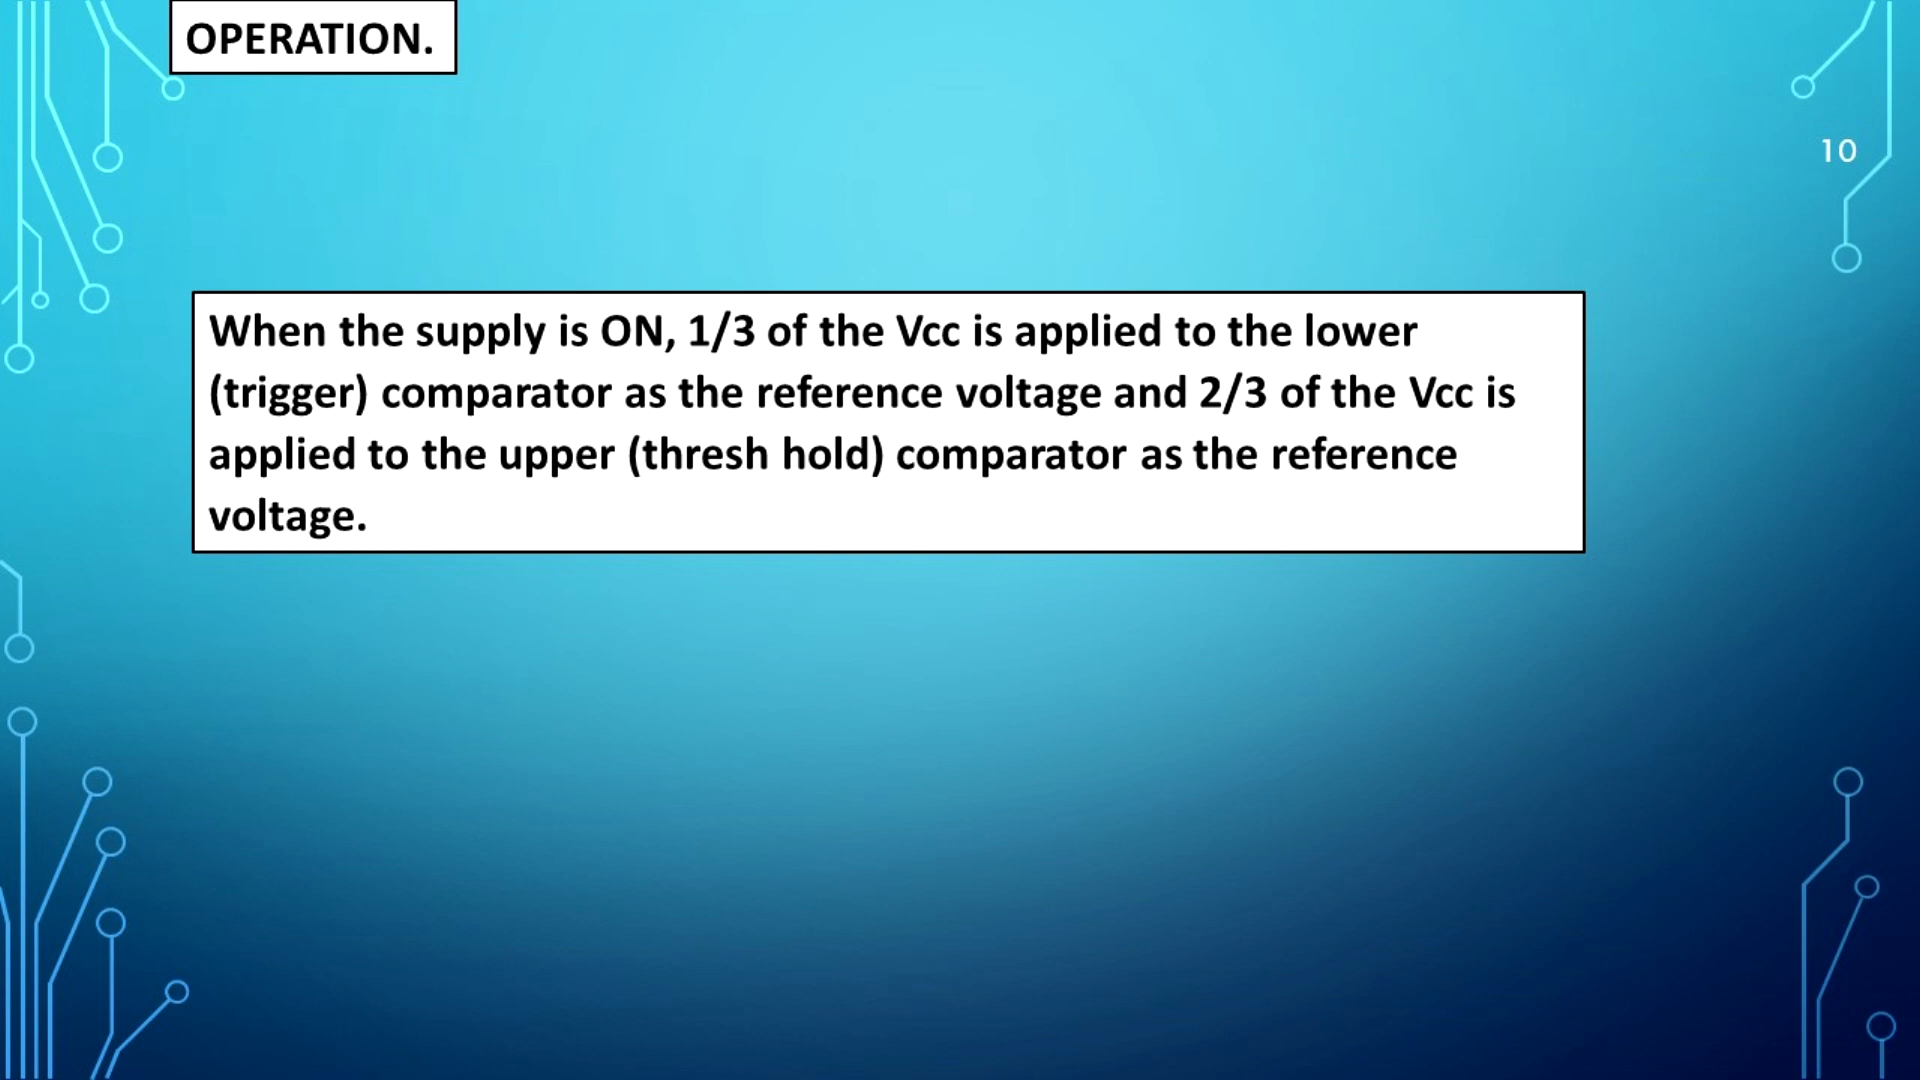 OPERATION.
10
When the supply is ON, 1/3 of the Vcc is applied to the lower
(trigger) comparator as the reference voltage and 2/3 of the Vcc is
applied to the upper (thresh hold) comparator as the reference
voltage.